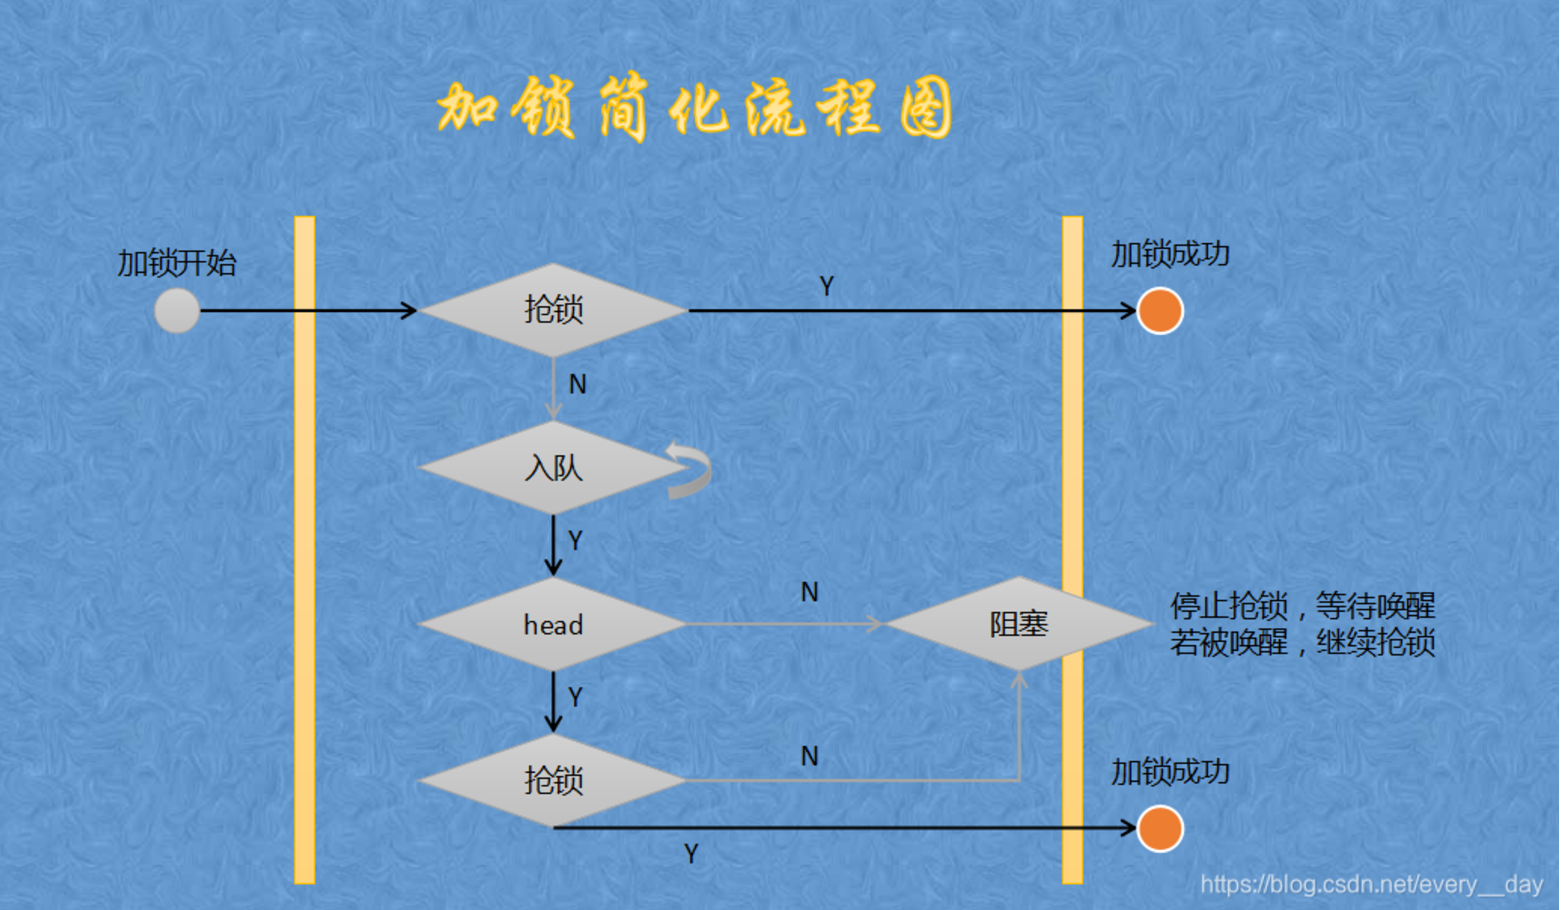 加锁简化流程图
加锁开始
加锁成功
抢锁
Y
N
入队
Y
head
N
阻塞
停止抢锁，等待唤醒
若被唤醒，继续抢锁
Y
抢锁
N
加锁成功
Y
https://blog.csdn.net/every__day